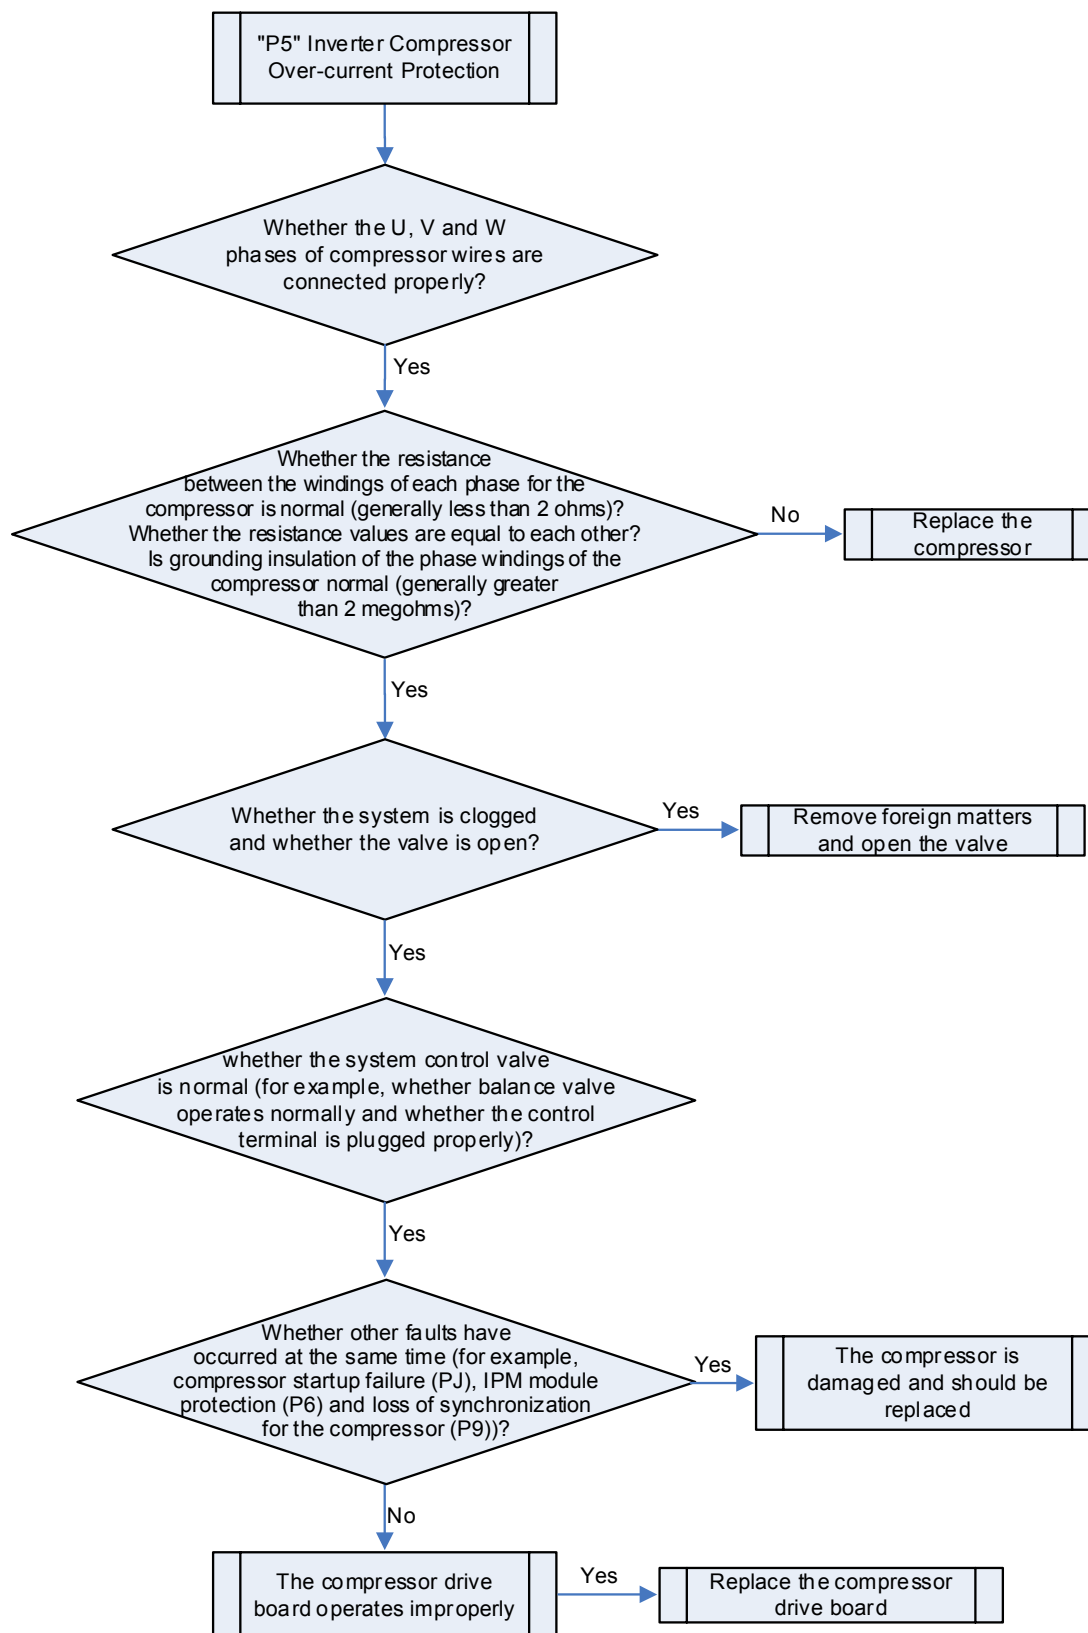 "P5" Inverter Compressor
Over-current Protection
Whether the U, V and W
phases of compressor wires are
connected properly?
Yes
Whether the resistance
between the windings of each phase for the
compressor is normal (generally less than 2 ohms)?
Whether the resistance values are equal to each other?
Is grounding insulation of the phase windings of the
compressor normal (generally greater
than 2 megohms)?
No
Replace the
compressor
Yes
Whether the system is clogged
and whether the valve is open?
Yes
Remove foreign matters
and open the valve
Yes
whether the system control valve
is normal (for example, whether balance valve
operates normally and whether the control
terminal is plugged properly)?
Yes
Whether other faults have
occurred at the same time (for example,
compressor startup failure (PJ), IPM module
protection (P6) and loss of synchronization
for the compressor (P9))?
Yes
The compressor is
damaged and should be
replaced
No
The compressor drive
board operates improperly
Yes
Replace the compressor
drive board